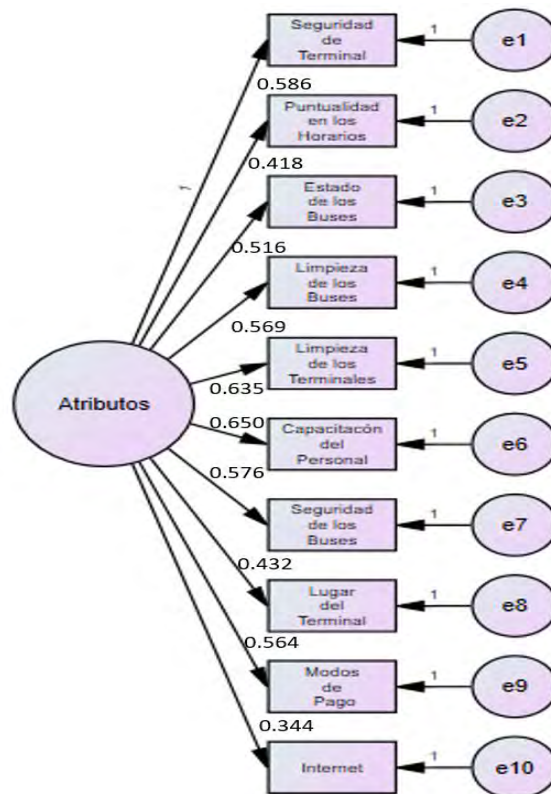 Seguridad
de
Terminal
1
e1
0.586
Puntualidad
en los
Horarios
1
e2
0.418
1
Estado
de los
Buses
1
e3
0.516
Limpieza
de los
Buses
1
e4
0.569
Limpieza
de los
Terminales
1
e5
0.635
Atributos
0.650
Capacitacón
del
Personal
1
e6
0.576
Seguridad
de los
Buses
1
e7
0.432
Lugar
del
Terminal
1
e8
0.564
Modos
de
Pago
1
e9
0.344
Internet
1
e10